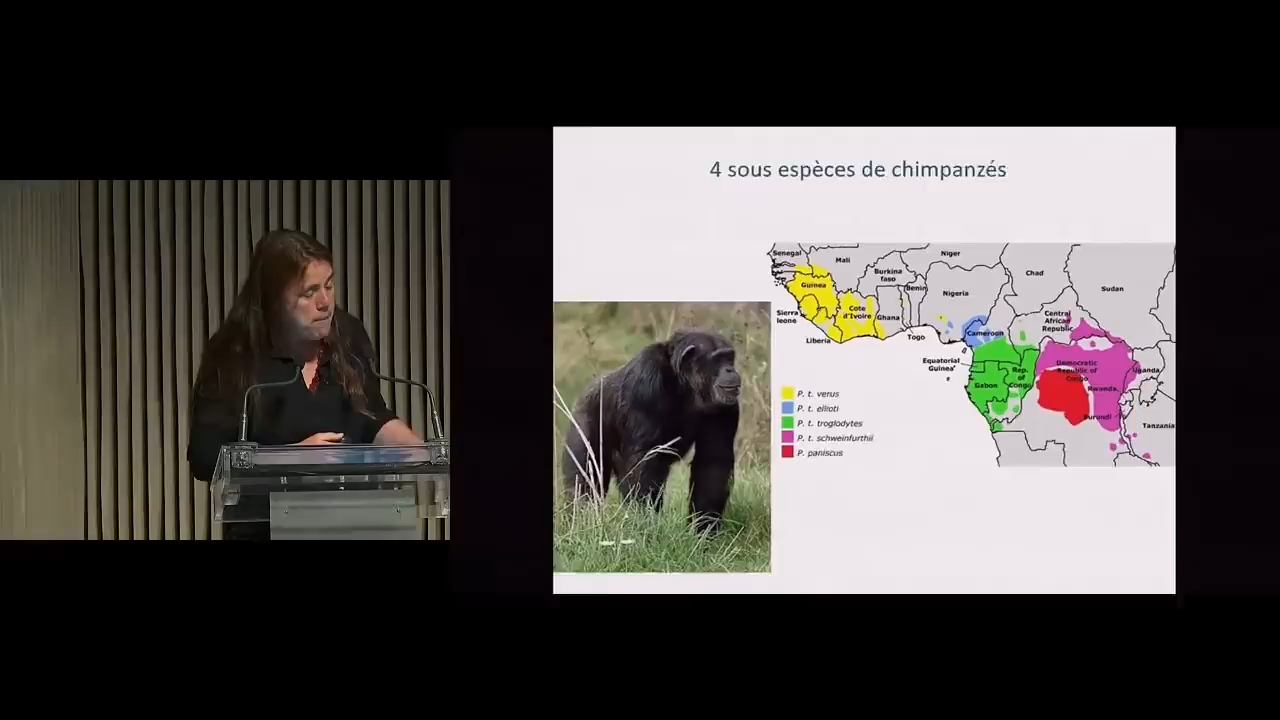 4 sous espèces de chimpanzés
Senegal
Mali
Niger
Chad
Sudan
Burkina
faso
Benin
Nigeria
Guinea
Sierra
leone
Cote
d'Ivoire
Ghana
Liberia
Togo
Central
African
Republic
Cameroon
Equatorial
Guinea
Gabon
Rep.
of
Congo
Democratic
Republic of
Congo
Uganda
Rwanda
Burundi
Tanzania
P. t. verus
P. t. ellioti
P. t. troglodytes
P. t. schweinfurthii
P. paniscus